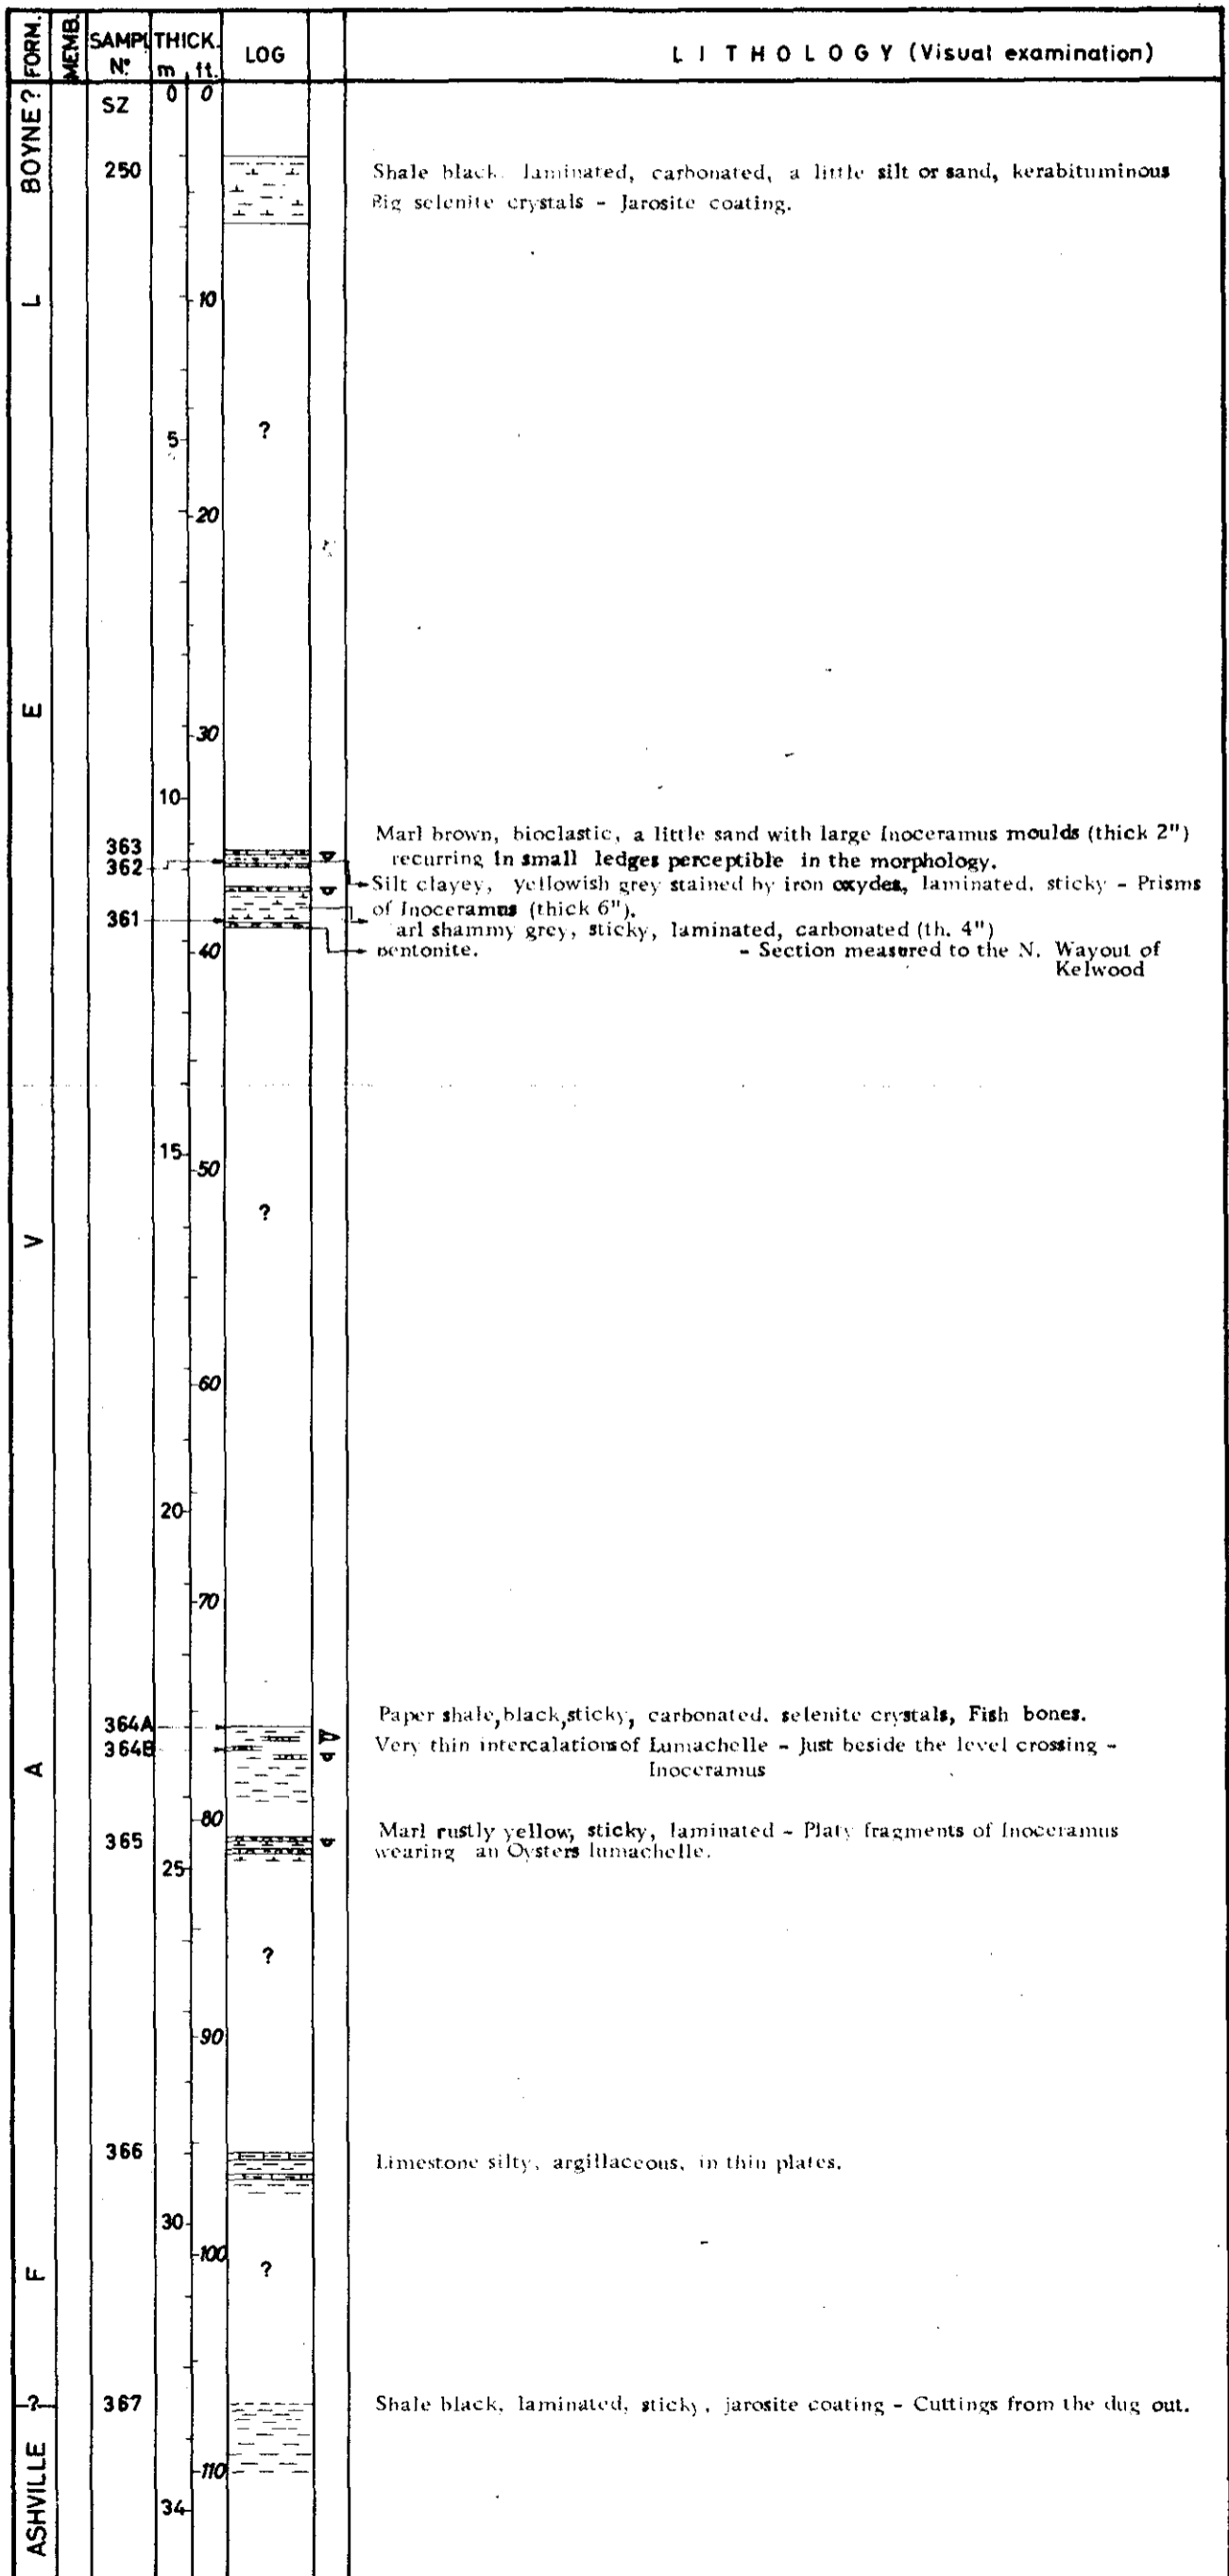 FORM. MEMB. SAMPL Nº THICK. m ft. LOG LITHOLOGY (Visual examination)
BOYNE?
SZ 0 0
250 Shale black, laminated, carbonated, a little silt or sand, kerabituminous
Big selenite crystals - Jarosite coating.
L
10
5 ?
20
E
30
10
363 Marl brown, bioclastic, a little sand with large Inoceramus moulds (thick 2")
362 recurring in small ledges perceptible in the morphology.
Silt clayey, yellowish grey stained by iron oxydes, laminated, sticky - Prisms
of Inoceramus (thick 6").
361 arl shammy grey, sticky, laminated, carbonated (th. 4")
40 bentonite. - Section measured to the N. Wayout of
Kelwood
15
50
?
V
60
20
70
364A Paper shale, black, sticky, carbonated. selenite crystals, Fish bones.
364B Very thin intercalations of Lumachelle - Just beside the level crossing -
Inoceramus
A
80
365 Marl rustly yellow, sticky, laminated - Platy fragments of Inoceramus
wearing an Oysters lumachelle.
25
?
90
366 Limestone silty, argillaceous, in thin plates.
30
100
?
F
?
367 Shale black, laminated, sticky, jarosite coating - Cuttings from the dug out.
110
34
ASHVILLE